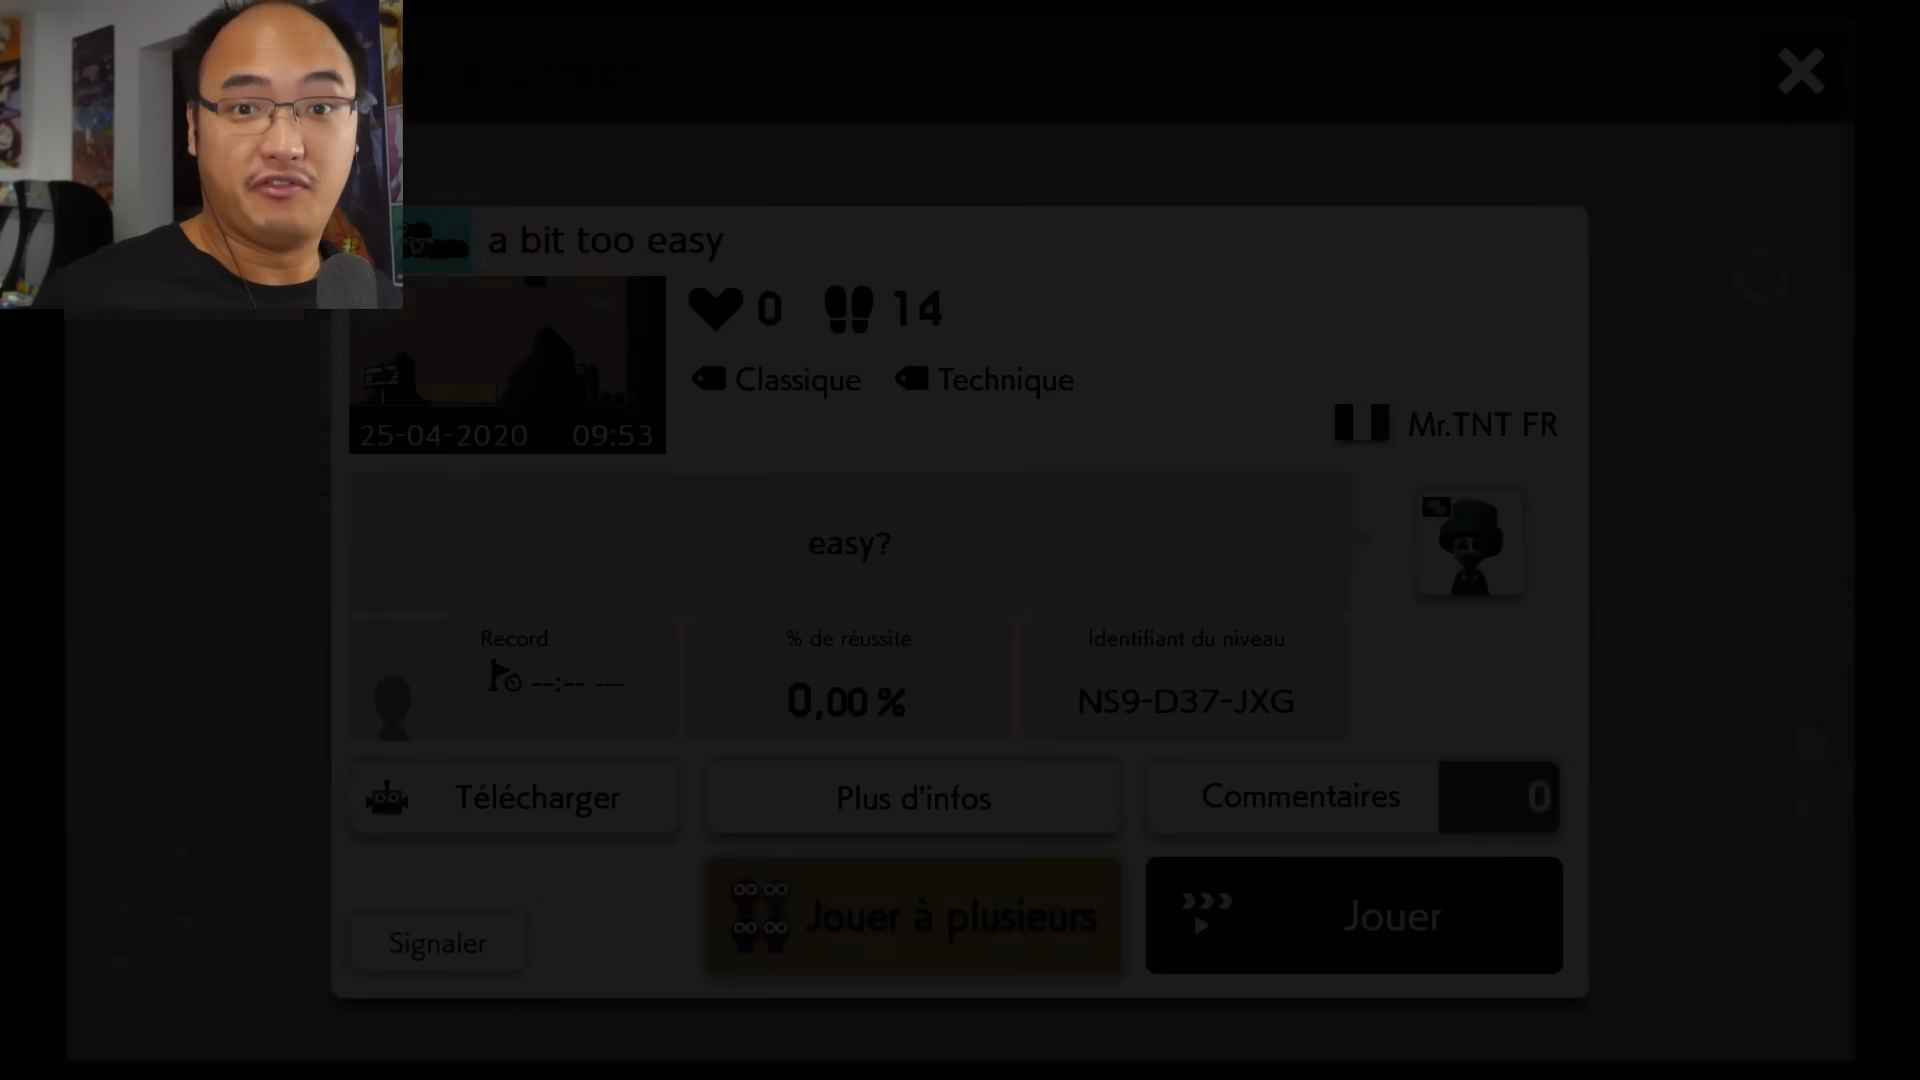 a bit too easy
0 14
Classique Technique
25-04-2020 09:53
Mr.TNT FR
easy?
Record % de réussite Identifiant du niveau
--:-- --- 0,00 % NS9-D37-JXG
Télécharger Plus d'infos Commentaires 0
Signaler Jouer à plusieurs Jouer